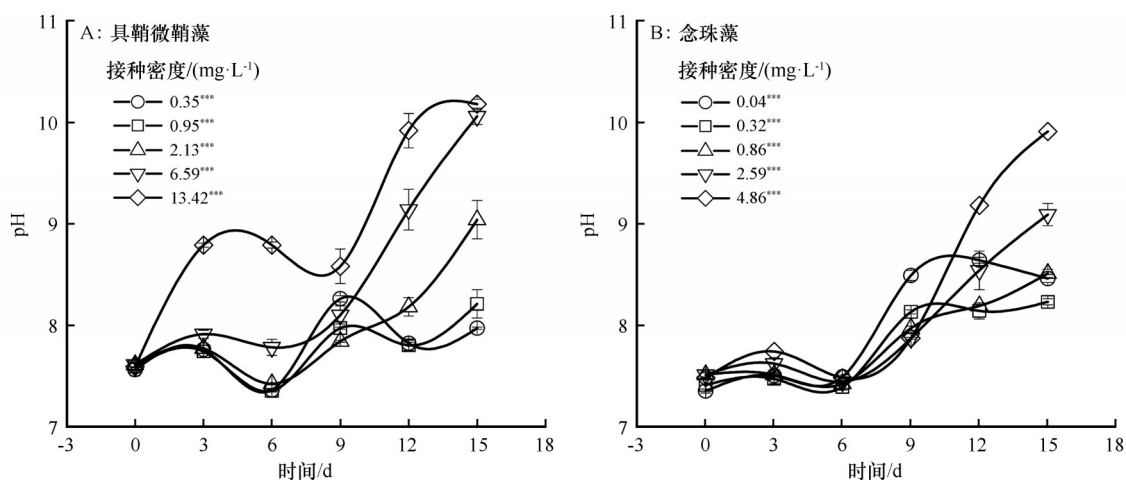 A: 具鞘微鞘藻
接种密度/(mg·L-1)
0.35***
0.95***
2.13***
6.59***
13.42***
pH
11
10
9
8
7
-3 0 3 6 9 12 15 18
时间/d
B: 念珠藻
接种密度/(mg·L-1)
0.04***
0.32***
0.86***
2.59***
4.86***
pH
11
10
9
8
7
-3 0 3 6 9 12 15 18
时间/d